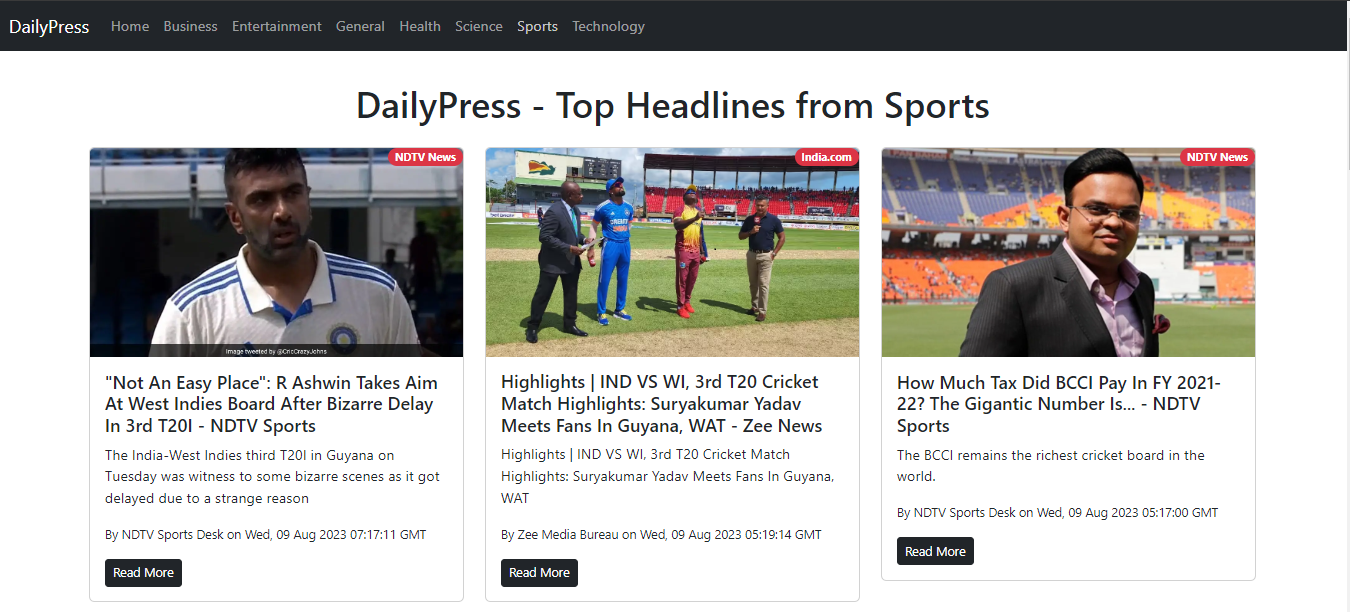 DailyPress Home Business Entertainment General Health Science Sports Technology
DailyPress - Top Headlines from Sports
NDTV News
Image tweeted by @CricCrazyJohns
"Not An Easy Place": R Ashwin Takes Aim
At West Indies Board After Bizarre Delay
In 3rd T20I - NDTV Sports
The India-West Indies third T20I in Guyana on
Tuesday was witness to some bizarre scenes as it got
delayed due to a strange reason
By NDTV Sports Desk on Wed, 09 Aug 2023 07:17:11 GMT
Read More
India.com
Highlights | IND VS WI, 3rd T20 Cricket
Match Highlights: Suryakumar Yadav
Meets Fans In Guyana, WAT - Zee News
Highlights | IND VS WI, 3rd T20 Cricket Match
Highlights: Suryakumar Yadav Meets Fans In Guyana,
WAT
By Zee Media Bureau on Wed, 09 Aug 2023 05:19:14 GMT
Read More
NDTV News
How Much Tax Did BCCI Pay In FY 2021-
22? The Gigantic Number Is... - NDTV
Sports
The BCCI remains the richest cricket board in the
world.
By NDTV Sports Desk on Wed, 09 Aug 2023 05:17:00 GMT
Read More